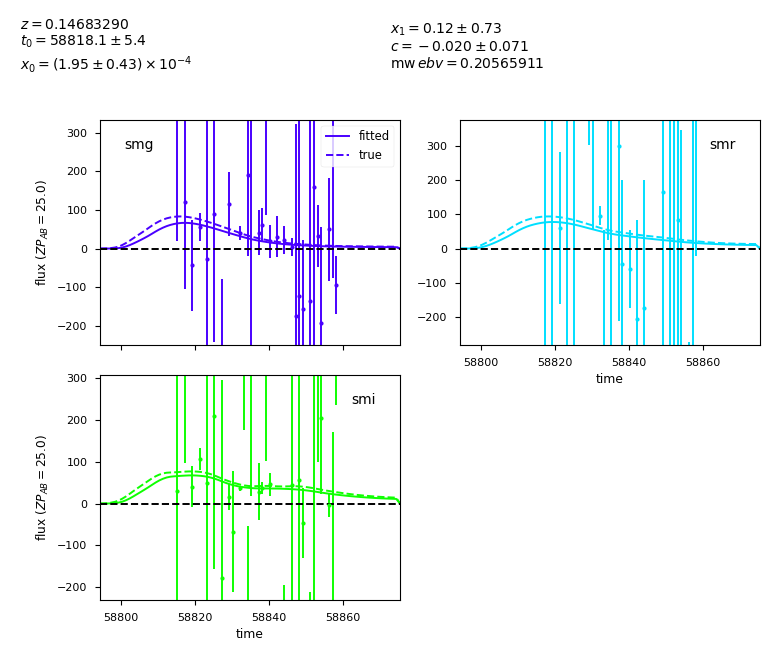 z = 0.14683290
t₀ = 58818.1 ± 5.4
x₀ = (1.95 ± 0.43) × 10⁻⁴
x₁ = 0.12 ± 0.73
c = −0.020 ± 0.071
mw ebv = 0.20565911
smg
fitted
true
300
200
100
0
−100
−200
flux (ZP_AB = 25.0)
smr
300
200
100
0
−100
−200
58800
58820
58840
58860
time
smi
300
200
100
0
−100
−200
flux (ZP_AB = 25.0)
58800
58820
58840
58860
time